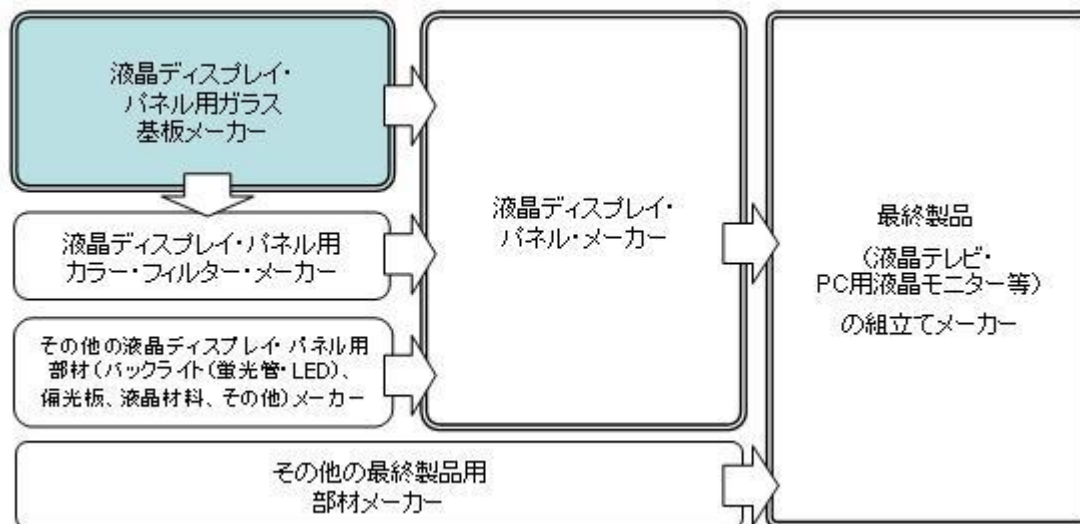 液晶ディスプレイ・
パネル用ガラス
基板メーカー
液晶ディスプレイ・パネル用
カラー・フィルター・メーカー
その他の液晶ディスプレイ・パネル用
部材(バックライト(蛍光管・LED)、
偏光板、液晶材料、その他)メーカー
液晶ディスプレイ・
パネル・メーカー
その他の最終製品用
部材メーカー
最終製品
(液晶テレビ・
PC用液晶モニター等)
の組立てメーカー